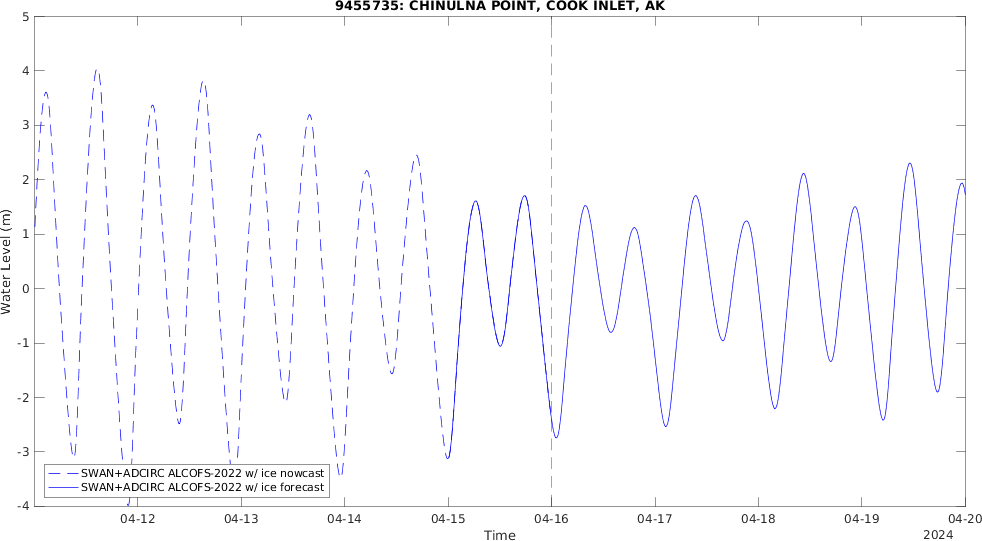 9455735: CHINULNA POINT, COOK INLET, AK
5
4
3
2
1
0
-1
-2
-3
-4
Water Level (m)
SWAN+ADCIRC ALCOFS-2022 w/ ice nowcast
SWAN+ADCIRC ALCOFS-2022 w/ ice forecast
04-12 04-13 04-14 04-15 04-16 04-17 04-18 04-19 04-20
Time
2024